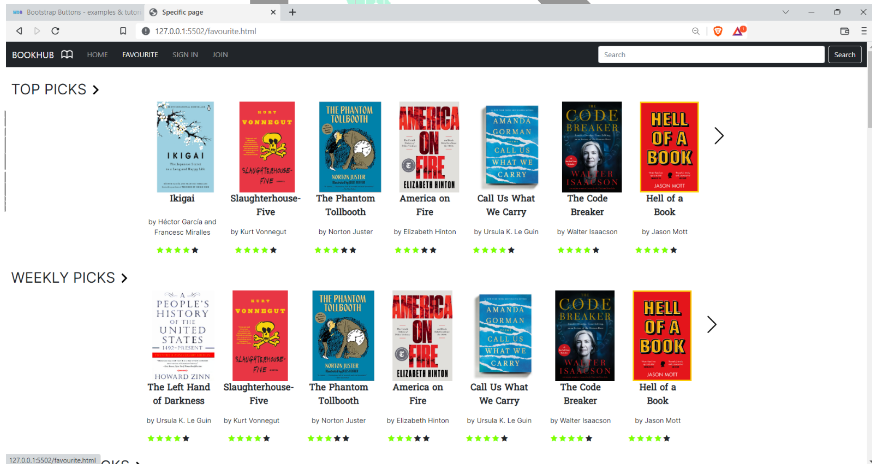 Bootstrap Buttons - examples & tutor
Specific page
127.0.0.1:5502/favourite.html
BOOKHUB HOME FAVOURITE SIGN IN JOIN Search Search
TOP PICKS
IKIGAI
KURT VONNEGUT
SLAUGHTERHOUSE-FIVE
THE PHANTOM TOLLBOOTH
NORTON JUSTER
AMERICA ON FIRE
ELIZABETH HINTON
AMANDA GORMAN
CALL US WHAT WE CARRY
THE CODE BREAKER
WALTER ISAACSON
HELL OF A BOOK
JASON MOTT
Ikigai Slaughterhouse- The Phantom America on Call Us What The Code Hell of a
Five Tollbooth Fire We Carry Breaker Book
by Héctor García and
Francesc Miralles
by Kurt Vonnegut by Norton Juster by Elizabeth Hinton by Ursula K. Le Guin by Walter Isaacson by Jason Mott
WEEKLY PICKS
A PEOPLE'S HISTORY OF THE UNITED STATES
1492-PRESENT
HOWARD ZINN
KURT VONNEGUT
SLAUGHTERHOUSE-FIVE
THE PHANTOM TOLLBOOTH
NORTON JUSTER
AMERICA ON FIRE
ELIZABETH HINTON
AMANDA GORMAN
CALL US WHAT WE CARRY
THE CODE BREAKER
WALTER ISAACSON
HELL OF A BOOK
JASON MOTT
The Left Hand Slaughterhouse- The Phantom America on Call Us What The Code Hell of a
of Darkness Five Tollbooth Fire We Carry Breaker Book
by Ursula K. Le Guin by Kurt Vonnegut by Norton Juster by Elizabeth Hinton by Ursula K. Le Guin by Walter Isaacson by Jason Mott
127.0.0.1:5502/favourite.html